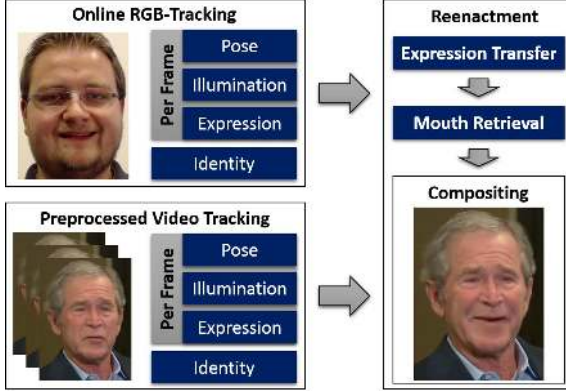 Online RGB-Tracking
Per Frame
Pose
Illumination
Expression
Identity
Preprocessed Video Tracking
Per Frame
Pose
Illumination
Expression
Identity
Reenactment
Expression Transfer
Mouth Retrieval
Compositing